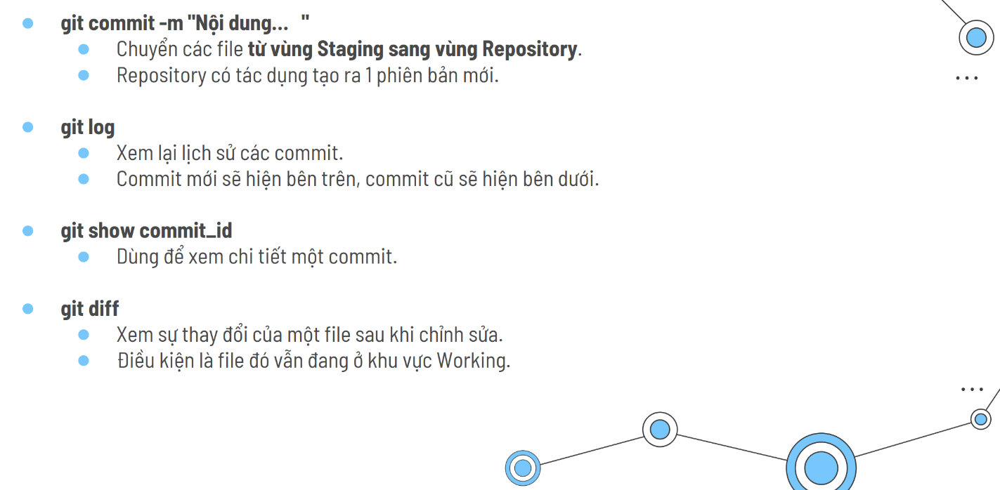 git commit -m "Nội dung... "
Chuyển các file từ vùng Staging sang vùng Repository.
Repository có tác dụng tạo ra 1 phiên bản mới.
git log
Xem lại lịch sử các commit.
Commit mới sẽ hiện bên trên, commit cũ sẽ hiện bên dưới.
git show commit_id
Dùng để xem chi tiết một commit.
git diff
Xem sự thay đổi của một file sau khi chỉnh sửa.
Điều kiện là file đó vẫn đang ở khu vực Working.